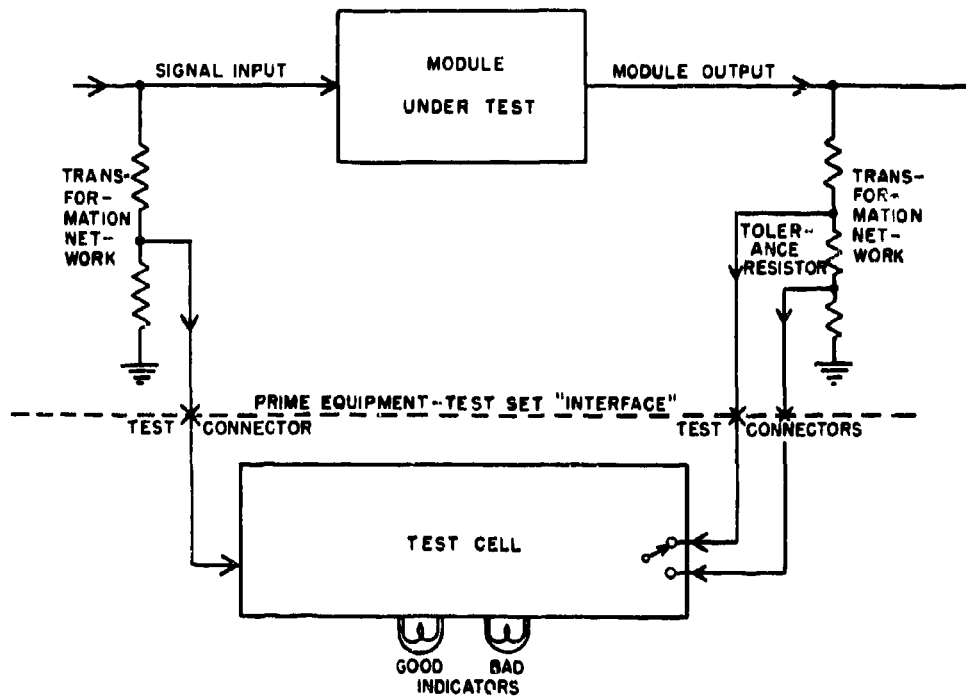 SIGNAL INPUT
MODULE
UNDER TEST
MODULE OUTPUT
TRANS-
FOR-
MATION
NET-
WORK
TOLER-
ANCE
RESISTOR
TRANS-
FOR-
MATION
NET-
WORK
PRIME EQUIPMENT-TEST SET "INTERFACE"
TEST CONNECTOR
TEST CONNECTORS
TEST CELL
GOOD BAD
INDICATORS